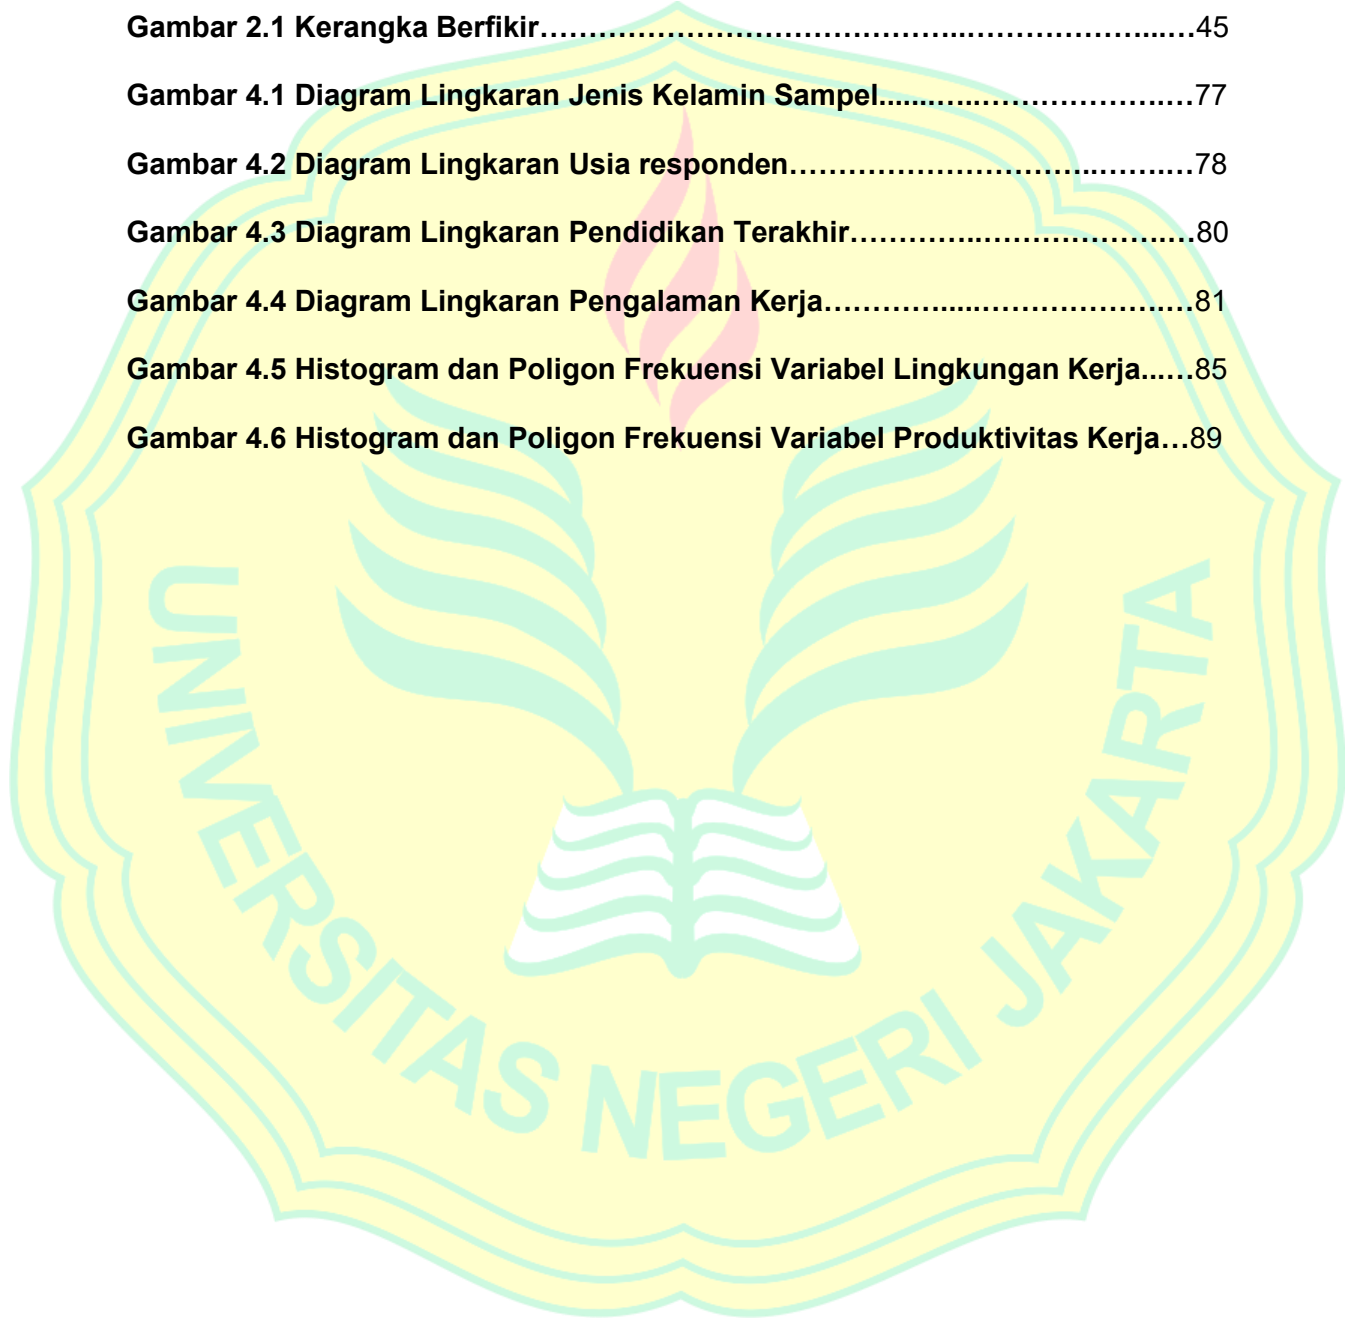 Gambar 2.1 Kerangka Berfikir…………………………………..………………....…45
Gambar 4.1 Diagram Lingkaran Jenis Kelamin Sampel.......…..……………….…77
Gambar 4.2 Diagram Lingkaran Usia responden………………………...…….…78
Gambar 4.3 Diagram Lingkaran Pendidikan Terakhir…………..……………….…80
Gambar 4.4 Diagram Lingkaran Pengalaman Kerja………….....……………….…81
Gambar 4.5 Histogram dan Poligon Frekuensi Variabel Lingkungan Kerja...…85
Gambar 4.6 Histogram dan Poligon Frekuensi Variabel Produktivitas Kerja…89
UNIVERSITAS NEGERI JAKARTA